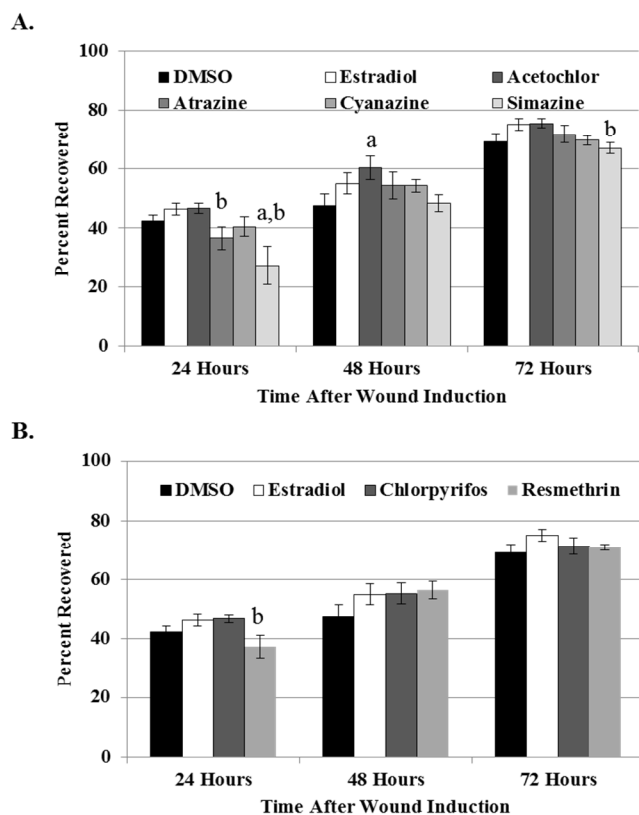 A.
100
DMSO Estradiol Acetochlor
Atrazine Cyanazine Simazine
80
60
40
20
0
Percent Recovered
b
a,b
a
b
24 Hours 48 Hours 72 Hours
Time After Wound Induction
B.
100
DMSO Estradiol Chlorpyrifos Resmethrin
80
60
40
20
0
Percent Recovered
b
24 Hours 48 Hours 72 Hours
Time After Wound Induction